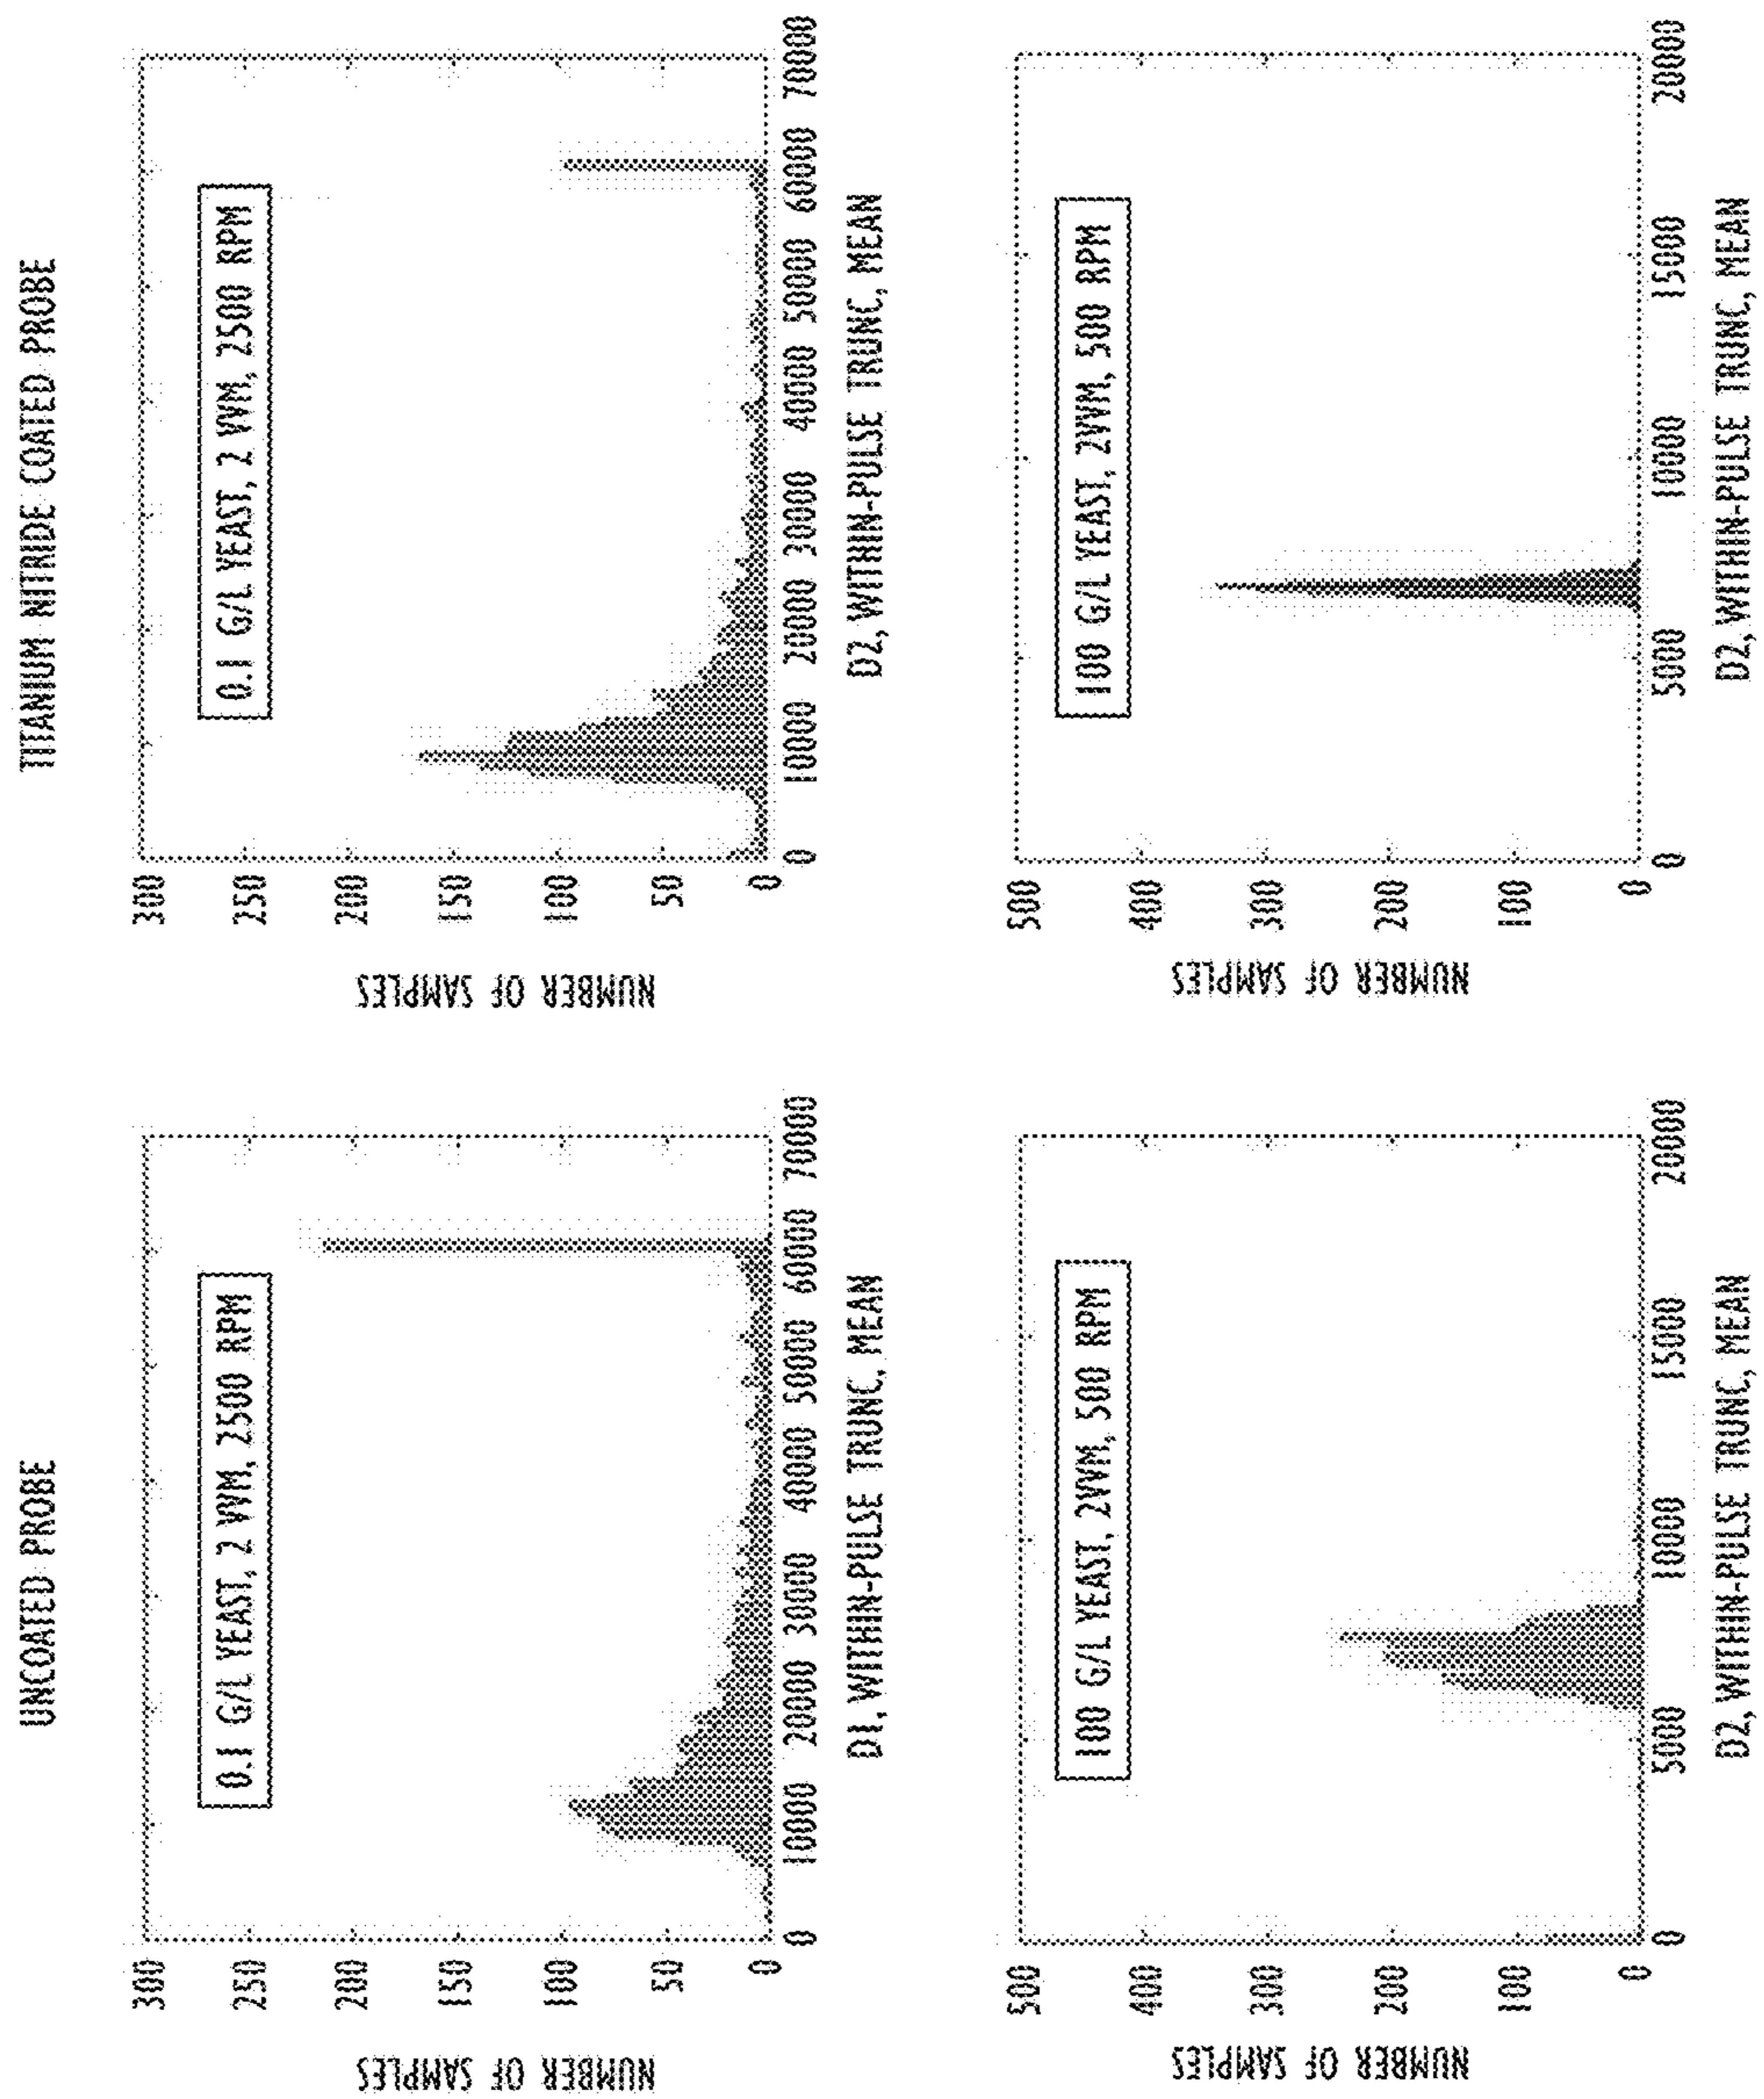 UNCOATED PROBE
NUMBER OF SAMPLES
300
250
200
150
100
50
0
0.1 G/L YEAST, 2 VVM, 2500 RPM
0 10000 20000 30000 40000 50000 60000 70000
D1, WITHIN-PULSE TRUNC, MEAN
NUMBER OF SAMPLES
500
400
300
200
100
0
100 G/L YEAST, 2VVM, 500 RPM
0 5000 10000 15000 20000
D2, WITHIN-PULSE TRUNC, MEAN
TITANIUM NITRIDE COATED PROBE
NUMBER OF SAMPLES
300
250
200
150
100
50
0
0.1 G/L YEAST, 2 VVM, 2500 RPM
0 10000 20000 30000 40000 50000 60000 70000
D2, WITHIN-PULSE TRUNC, MEAN
NUMBER OF SAMPLES
500
400
300
200
100
0
100 G/L YEAST, 2VVM, 500 RPM
0 5000 10000 15000 20000
D2, WITHIN-PULSE TRUNC, MEAN